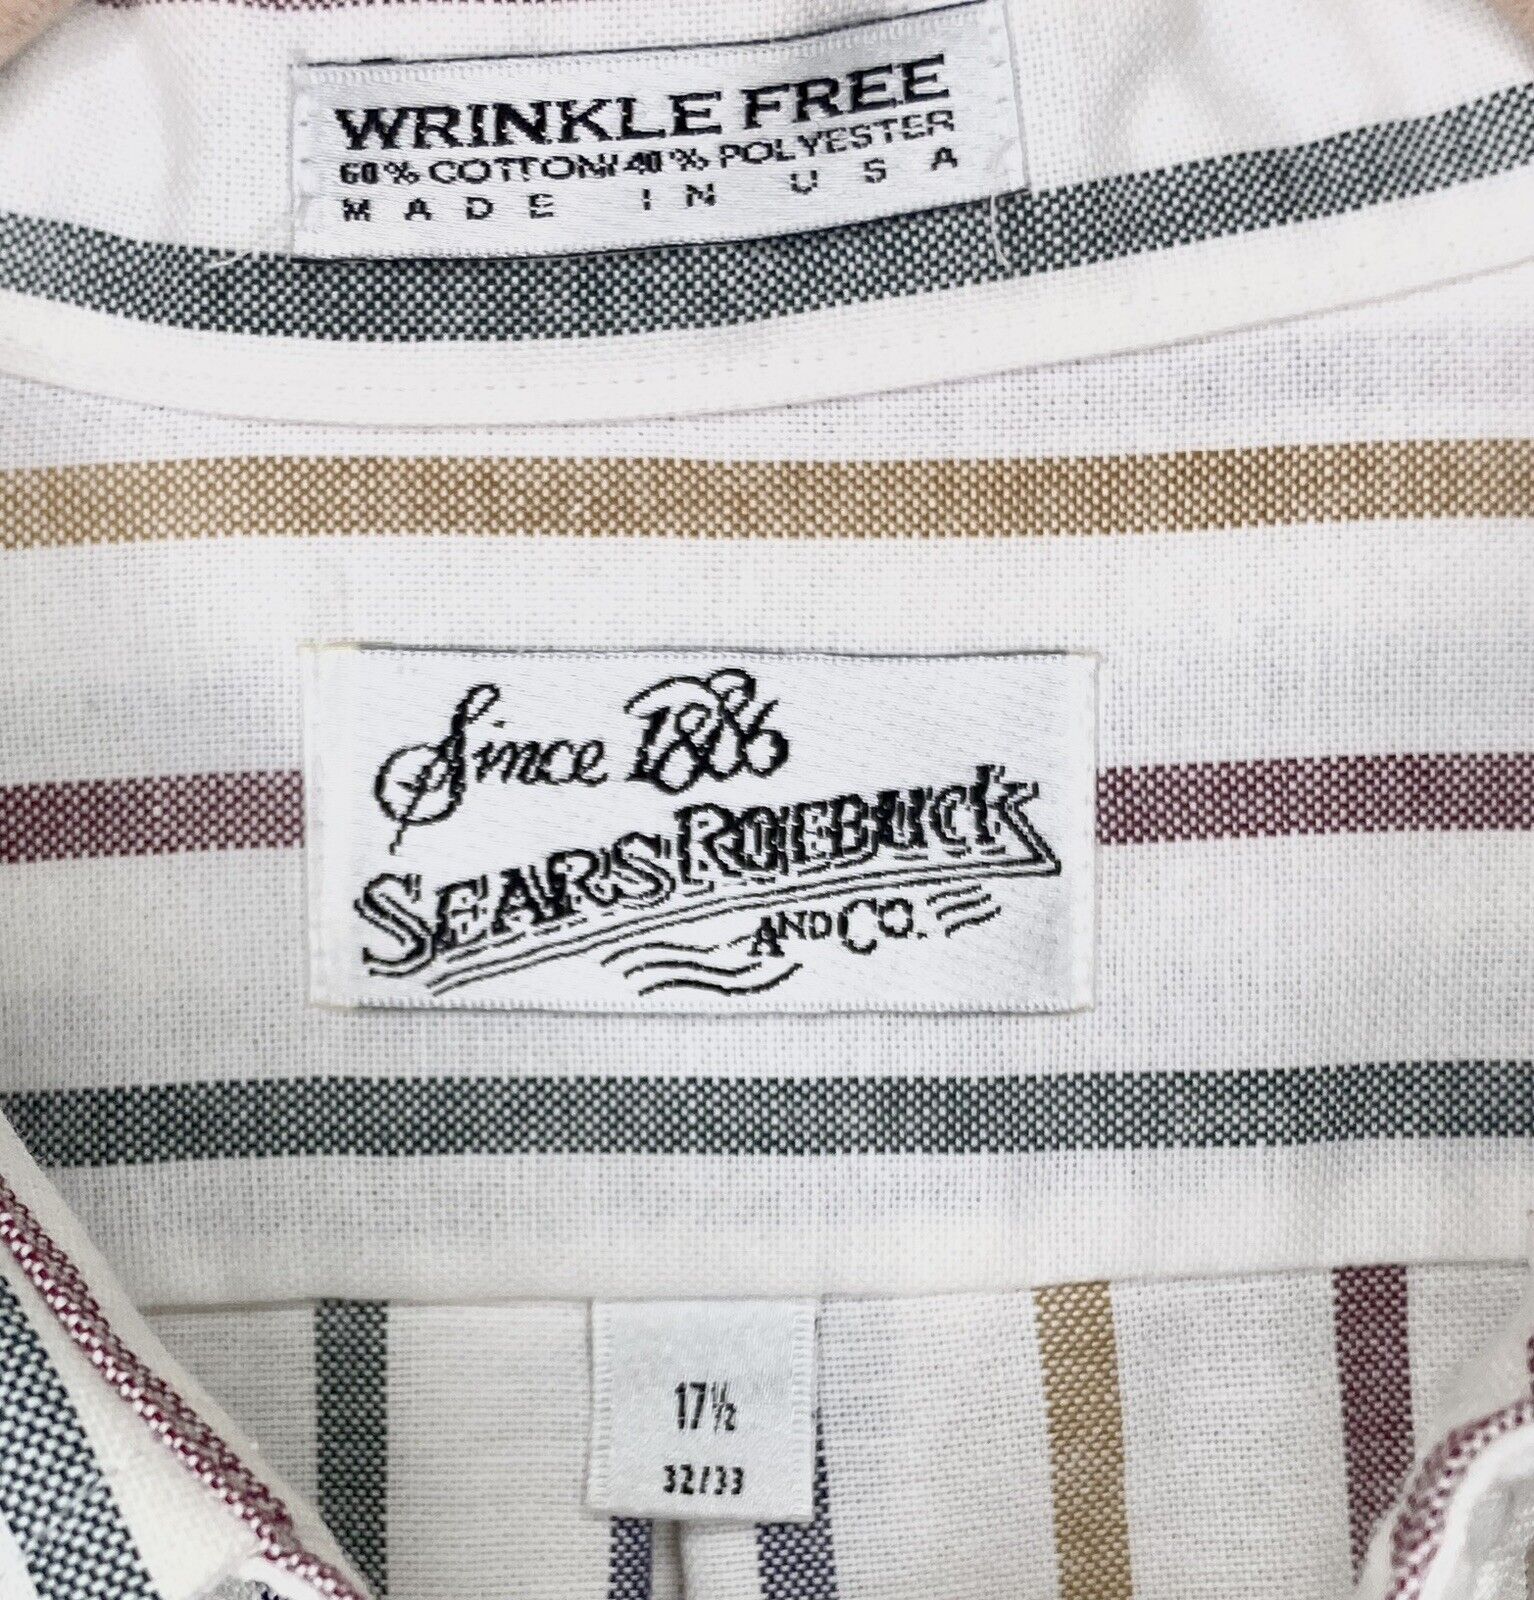 WRINKLE FREE
60% COTTON/40% POLYESTER
MADE IN USA
Since 1886
SEARS ROEBUCK
AND CO.
17½
32/33